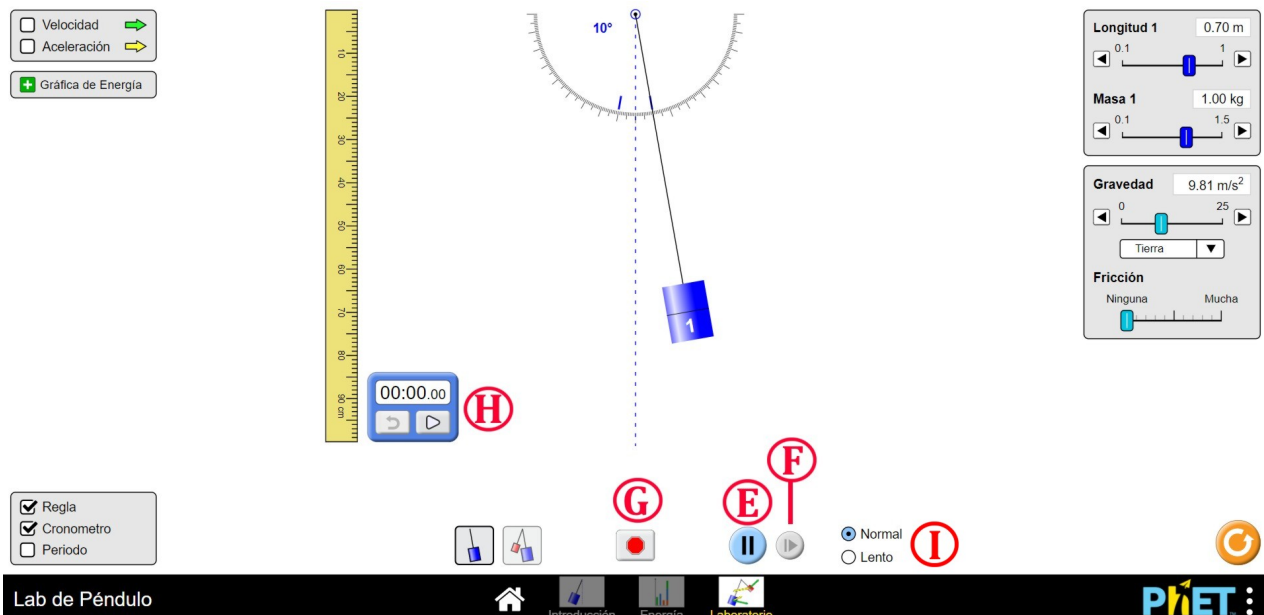 Velocidad
Aceleración
Gráfica de Energía
10°
10
20
30
40
50
60
70
80
90 cm
1
00:00.00
H
Longitud 1 0.70 m
0.1 1
Masa 1 1.00 kg
0.1 1.5
Gravedad 9.81 m/s²
0 25
Tierra
Fricción
Ninguna Mucha
F
G
E
Regla
Cronometro
Periodo
Normal
Lento
I
Lab de Péndulo
Introducción
Energía
Laboratorio
PhET